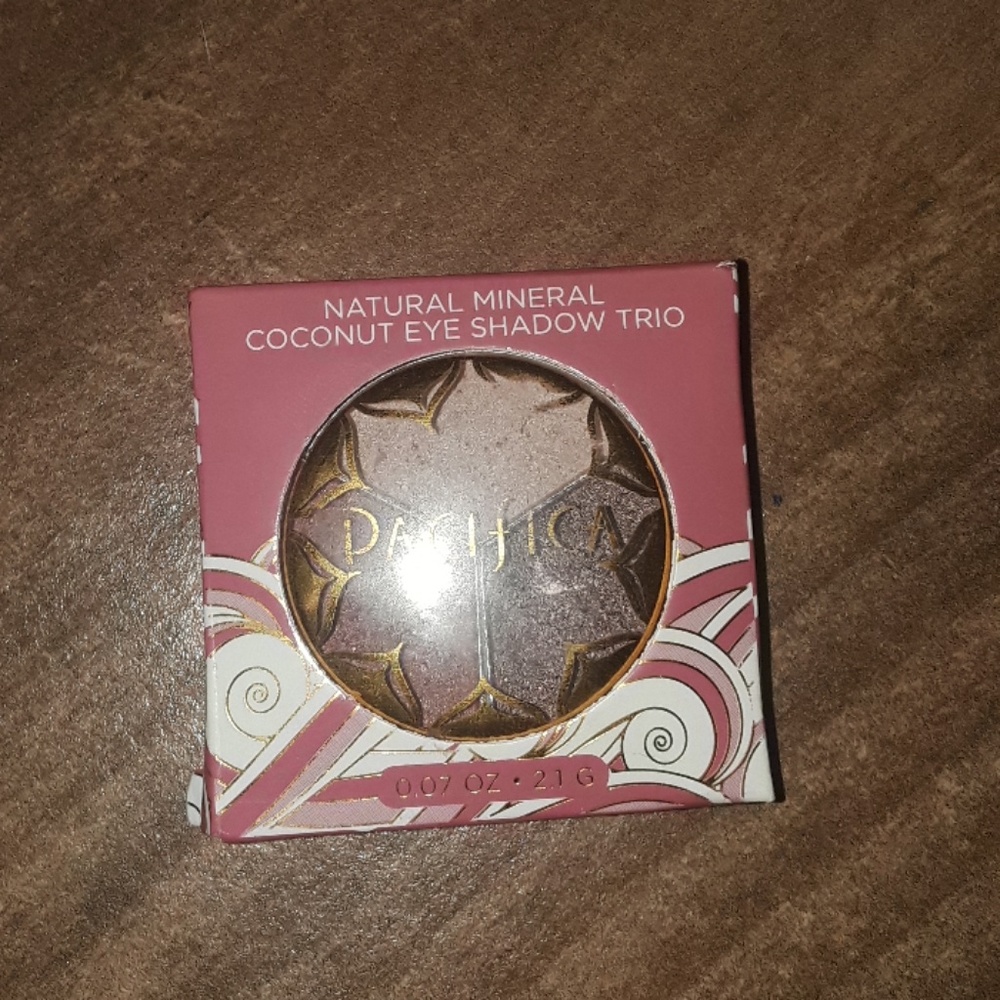 NATURAL MINERAL
COCONUT EYE SHADOW TRIO
PACIFICA
0.07 OZ • 2.1 G